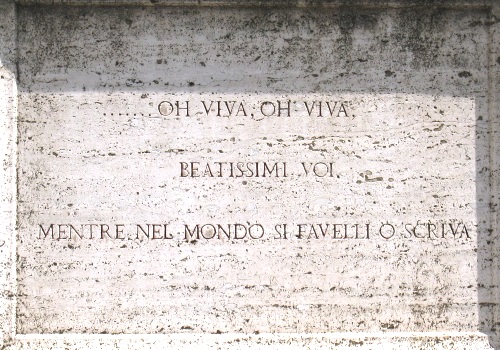 ....... OH VIVA, OH VIVA,
BEATISSIMI VOI,
MENTRE NEL MONDO SI FAVELLI O SCRIVA